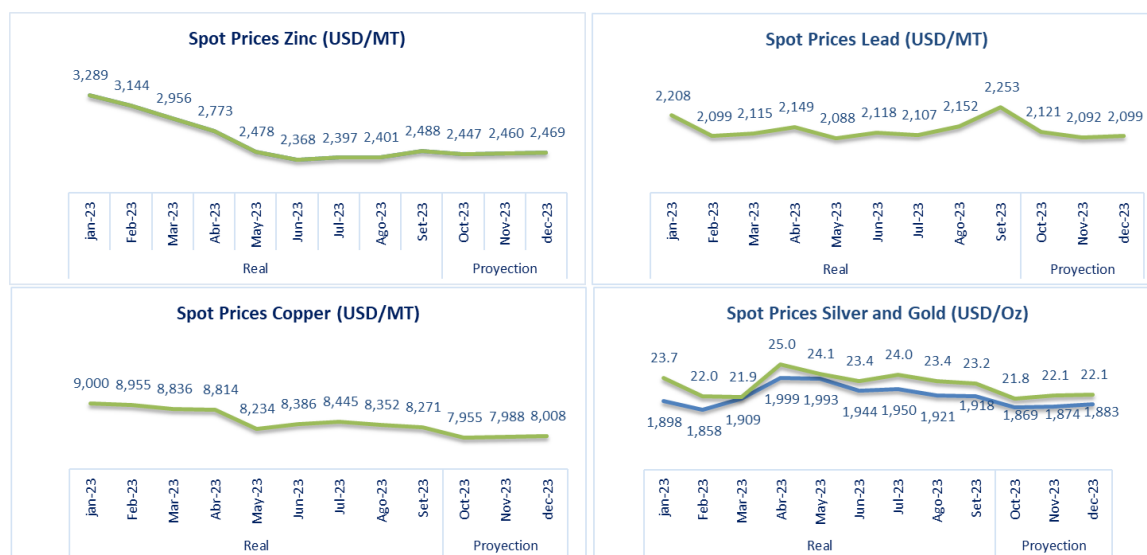 Spot Prices Zinc (USD/MT)
3,289 3,144 2,956 2,773 2,478 2,368 2,397 2,401 2,488 2,447 2,460 2,469
jan-23 Feb-23 Mar-23 Abr-23 May-23 Jun-23 Jul-23 Ago-23 Set-23 Oct-23 Nov-23 dec-23
Real Proyection
Spot Prices Lead (USD/MT)
2,208 2,099 2,115 2,149 2,088 2,118 2,107 2,152 2,253 2,121 2,092 2,099
jan-23 Feb-23 Mar-23 Abr-23 May-23 Jun-23 Jul-23 Ago-23 Set-23 Oct-23 Nov-23 dec-23
Real Proyection
Spot Prices Copper (USD/MT)
9,000 8,955 8,836 8,814 8,234 8,386 8,445 8,352 8,271 7,955 7,988 8,008
jan-23 Feb-23 Mar-23 Abr-23 May-23 Jun-23 Jul-23 Ago-23 Set-23 Oct-23 Nov-23 dec-23
Real Proyection
Spot Prices Silver and Gold (USD/Oz)
23.7 22.0 21.9 25.0 24.1 23.4 24.0 23.4 23.2 21.8 22.1 22.1
1,898 1,858 1,909 1,999 1,993 1,944 1,950 1,921 1,918 1,869 1,874 1,883
jan-23 Feb-23 Mar-23 Abr-23 May-23 Jun-23 Jul-23 Ago-23 Set-23 Oct-23 Nov-23 dec-23
Real Proyection